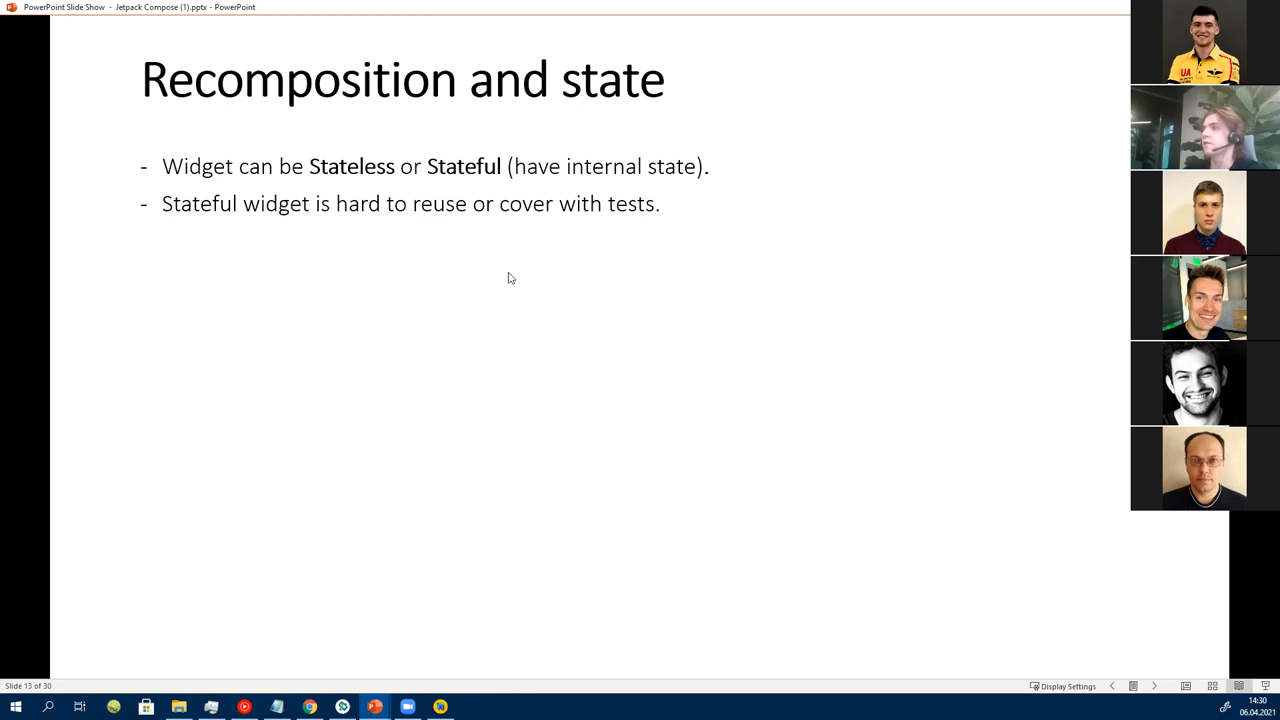 PowerPoint Slide Show - Jetpack Compose (1).pptx - PowerPoint
Recomposition and state
- Widget can be Stateless or Stateful (have internal state).
- Stateful widget is hard to reuse or cover with tests.
UA
Slide 13 of 30
Display Settings
14:30
06.04.2021